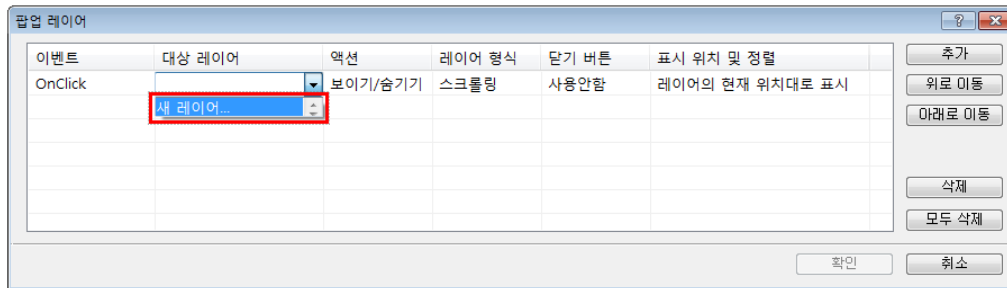 팝업 레이어
이벤트 대상 레이어 액션 레이어 형식 닫기 버튼 표시 위치 및 정렬
OnClick 보이기/숨기기 스크롤링 사용안함 레이어의 현재 위치대로 표시
새 레이어...
추가
위로 이동
아래로 이동
삭제
모두 삭제
확인 취소